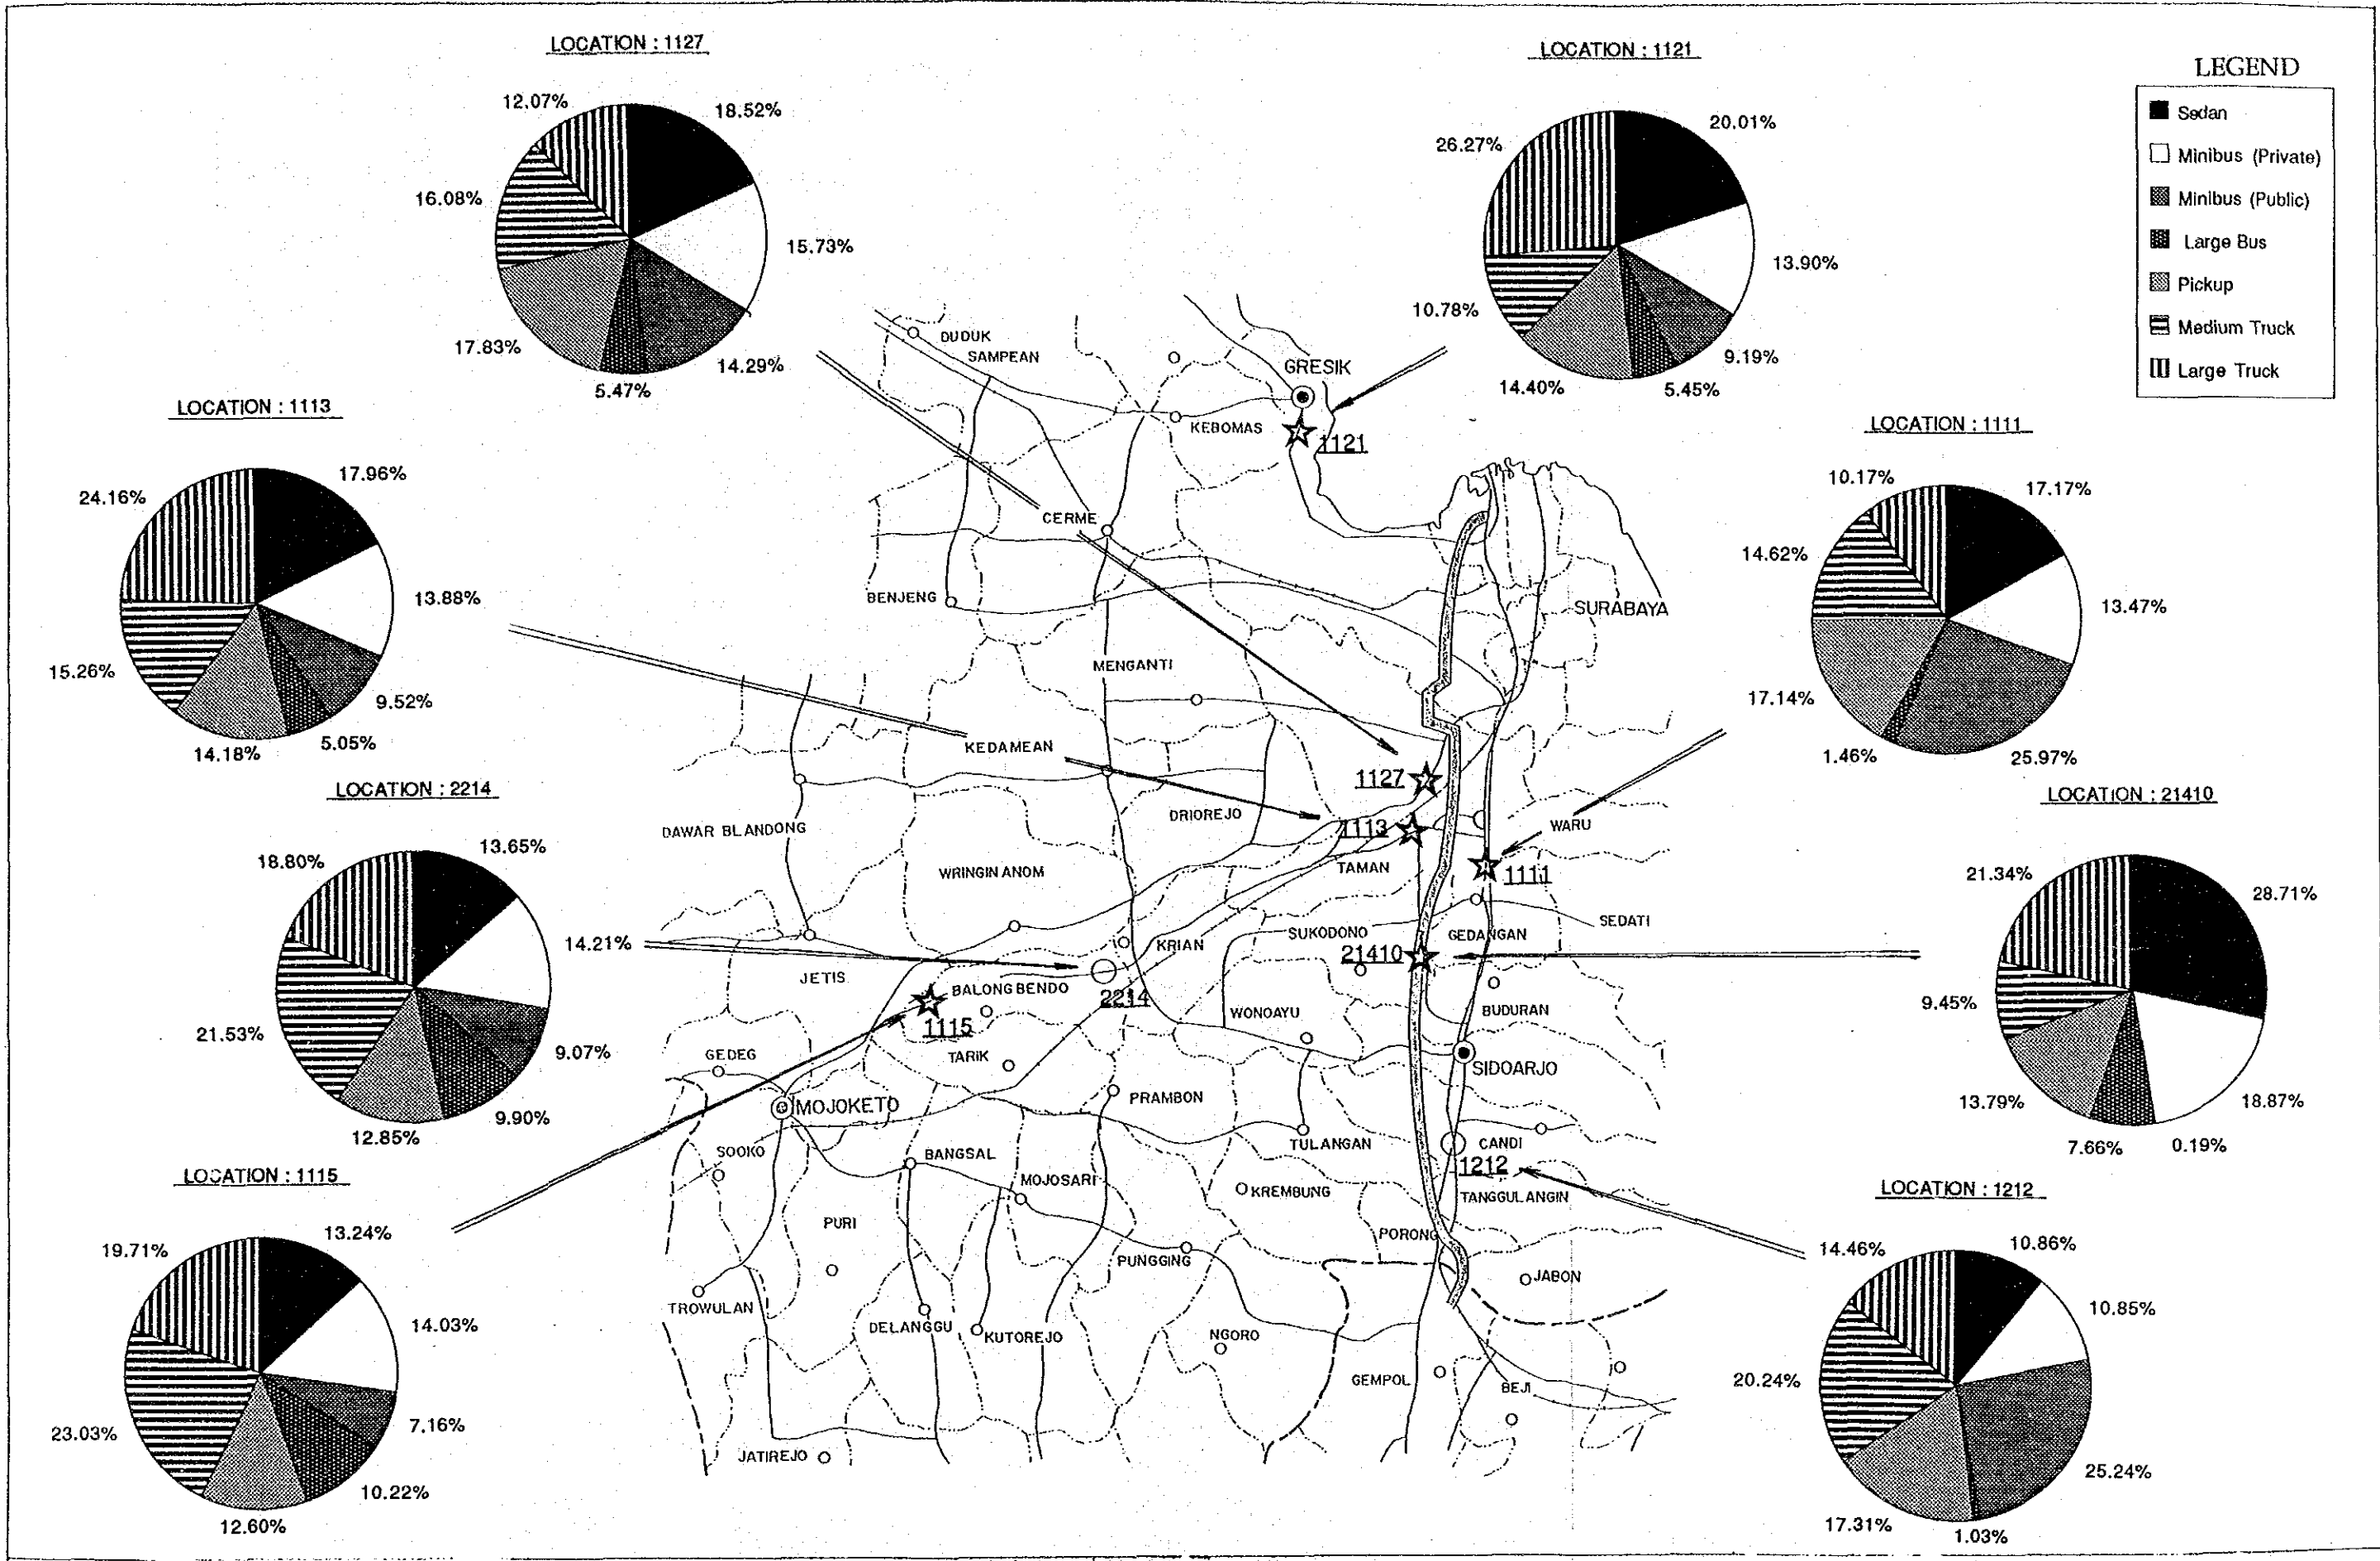 LOCATION : 1127
12.07%
18.52%
16.08%
15.73%
17.83%
14.29%
5.47%
LOCATION : 1121
26.27%
20.01%
13.90%
10.78%
9.19%
14.40%
5.45%
LEGEND
Sedan
Minibus (Private)
Minibus (Public)
Large Bus
Pickup
Medium Truck
Large Truck
LOCATION : 1113
24.16%
17.96%
13.88%
15.26%
9.52%
14.18%
5.05%
LOCATION : 1111
10.17%
17.17%
14.62%
13.47%
17.14%
1.46%
25.97%
LOCATION : 2214
18.80%
13.65%
14.21%
21.53%
9.07%
12.85%
9.90%
LOCATION : 21410
21.34%
28.71%
9.45%
13.79%
18.87%
7.66%
0.19%
LOCATION : 1115
19.71%
13.24%
14.03%
23.03%
7.16%
10.22%
12.60%
LOCATION : 1212
14.46%
10.86%
10.85%
20.24%
25.24%
17.31%
1.03%
DUDUK
SAMPEAN
GRESIK
KEBOMAS
1121
CERME
BENJENG
SURABAYA
MENGANTI
KEDAMEAN
1127
DRIOREJO
1113
WARU
DAWAR BLANDONG
WRINGIN ANOM
TAMAN
1111
SEDATI
SUKODONO
GEDANGAN
KRIAN
21410
JETIS
BALONG BENDO
2214
1115
WONOAYU
BUDURAN
GEDEG
TARIK
SIDOARJO
MOJOKETO
PRAMBON
TULANGAN
CANDI
SOOKO
BANGSAL
1212
MOJOSARI
KREMBUNG
TANGGULANGIN
PURI
PORONG
PUNGGING
JABON
TROWULAN
DELANGGU
KUTOREJO
NGORO
GEMPOL
BEJI
JATIREJO